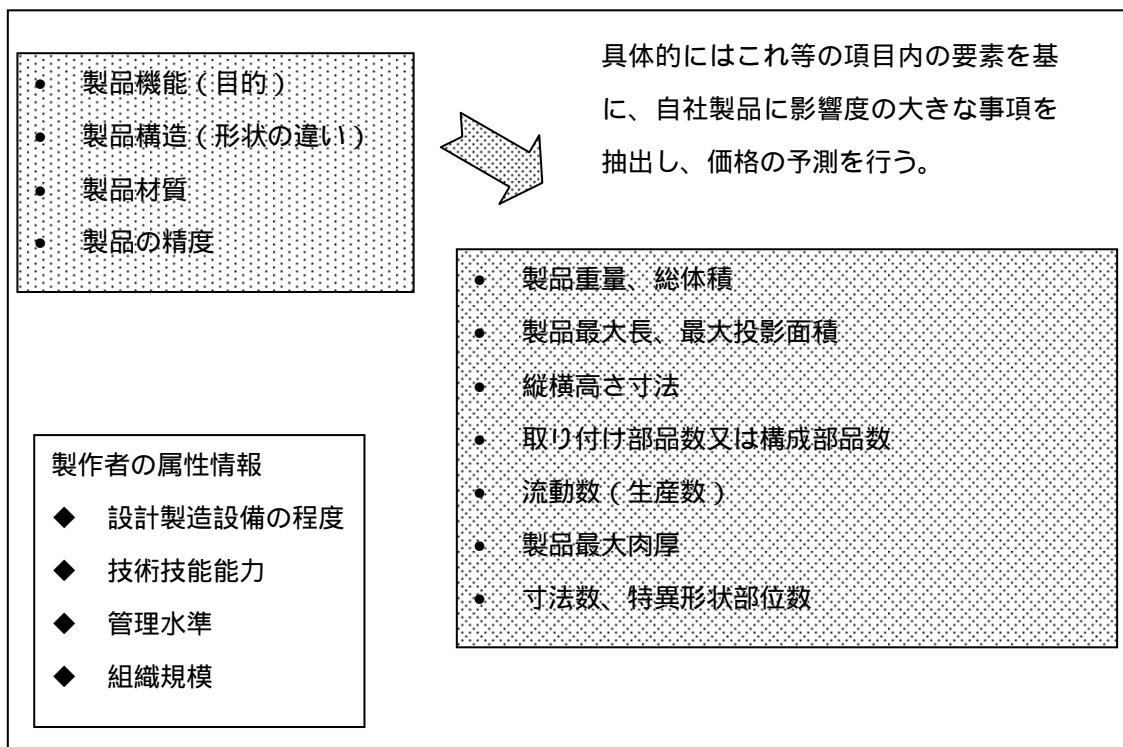 • 製品機能（目的）
• 製品構造（形状の違い）
• 製品材質
• 製品の精度
具体的にはこれ等の項目内の要素を基
に、自社製品に影響度の大きな事項を
抽出し、価格の予測を行う。
• 製品重量、総体積
• 製品最大長、最大投影面積
• 縦横高さ寸法
• 取り付け部品数又は構成部品数
• 流動数（生産数）
• 製品最大肉厚
• 寸法数、特異形状部位数
製作者の属性情報
◆ 設計製造設備の程度
◆ 技術技能能力
◆ 管理水準
◆ 組織規模